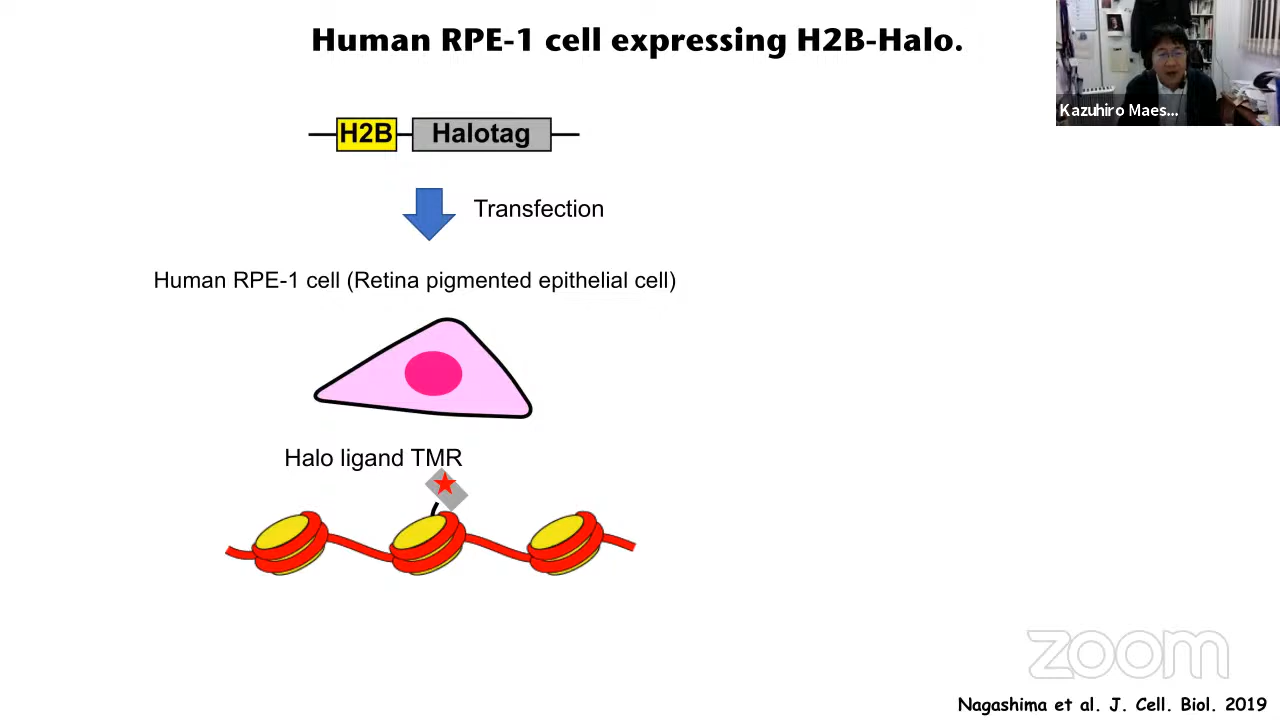 Human RPE-1 cell expressing H2B-Halo.
Kazuhiro Maes...
H2B
Halotag
Transfection
Human RPE-1 cell (Retina pigmented epithelial cell)
Halo ligand TMR
zoom
Nagashima et al. J. Cell. Biol. 2019